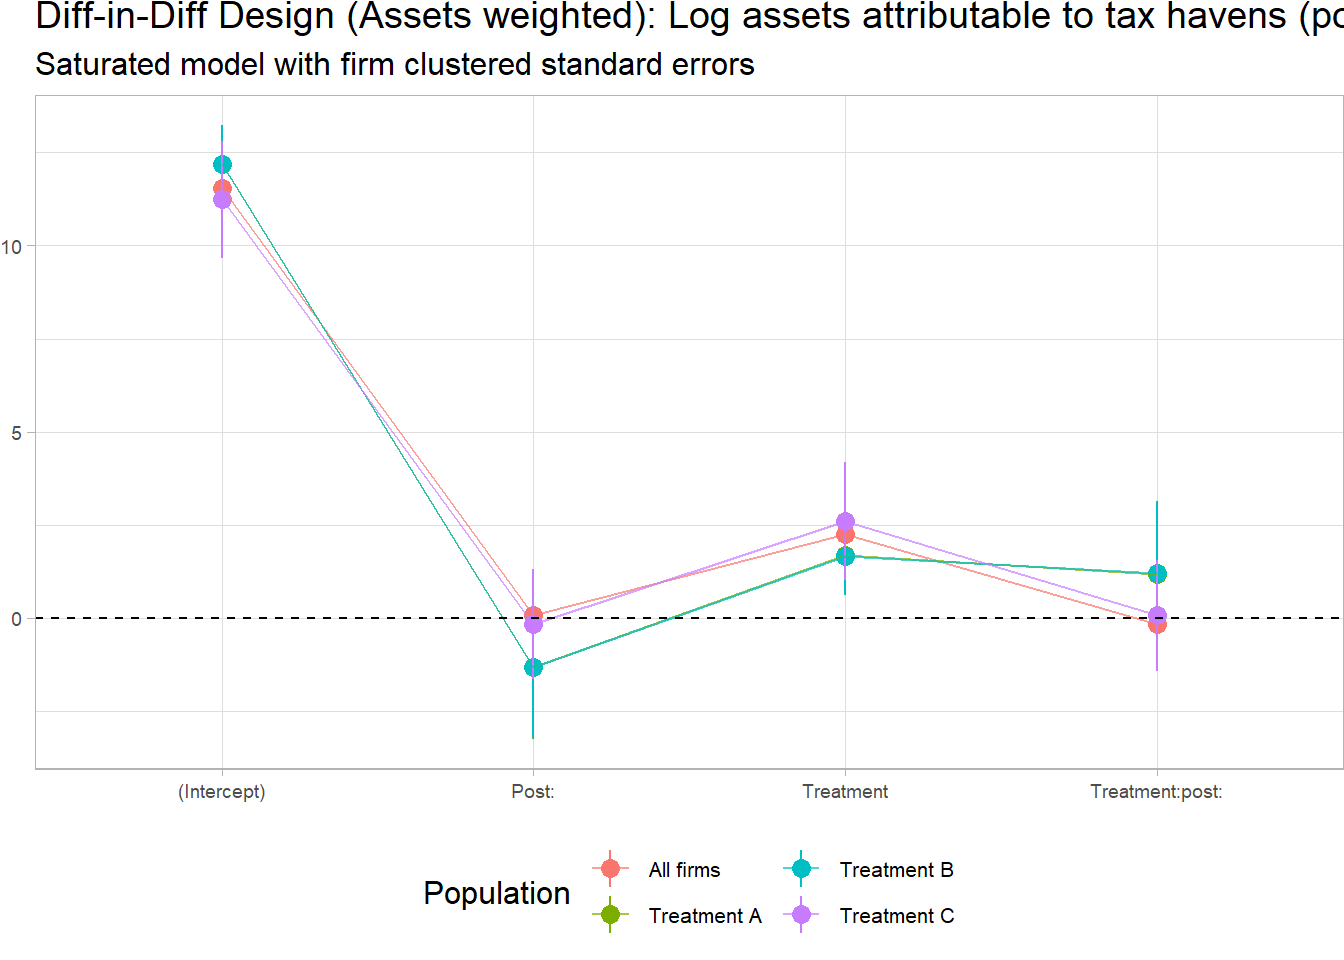 Diff-in-Diff Design (Assets weighted): Log assets attributable to tax havens (po
Saturated model with firm clustered standard errors
10
5
0
(Intercept)
Post:
Treatment
Treatment:post:
Population
All firms
Treatment B
Treatment A
Treatment C